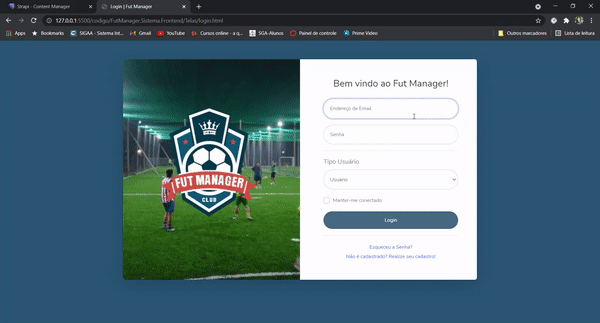 Strapi - Content Manager
Login | Fut Manager
127.0.0.1:5500/codigo/FutManager.Sistema.Frontend/Telas/login.html
Apps
Bookmarks
SIGAA - Sistema Int...
Gmail
YouTube
Cursos online - a q...
SGA-Alunos
Painel de controle
Prime Video
Outros marcadores
Lista de leitura
FUT MANAGER
CLUB
Bem vindo ao Fut Manager!
Endereço de Email
Senha
Tipo Usuário
Usuario
Manter-me conectado
Login
Esqueceu a Senha?
Não é cadastrado? Realize seu cadastro!